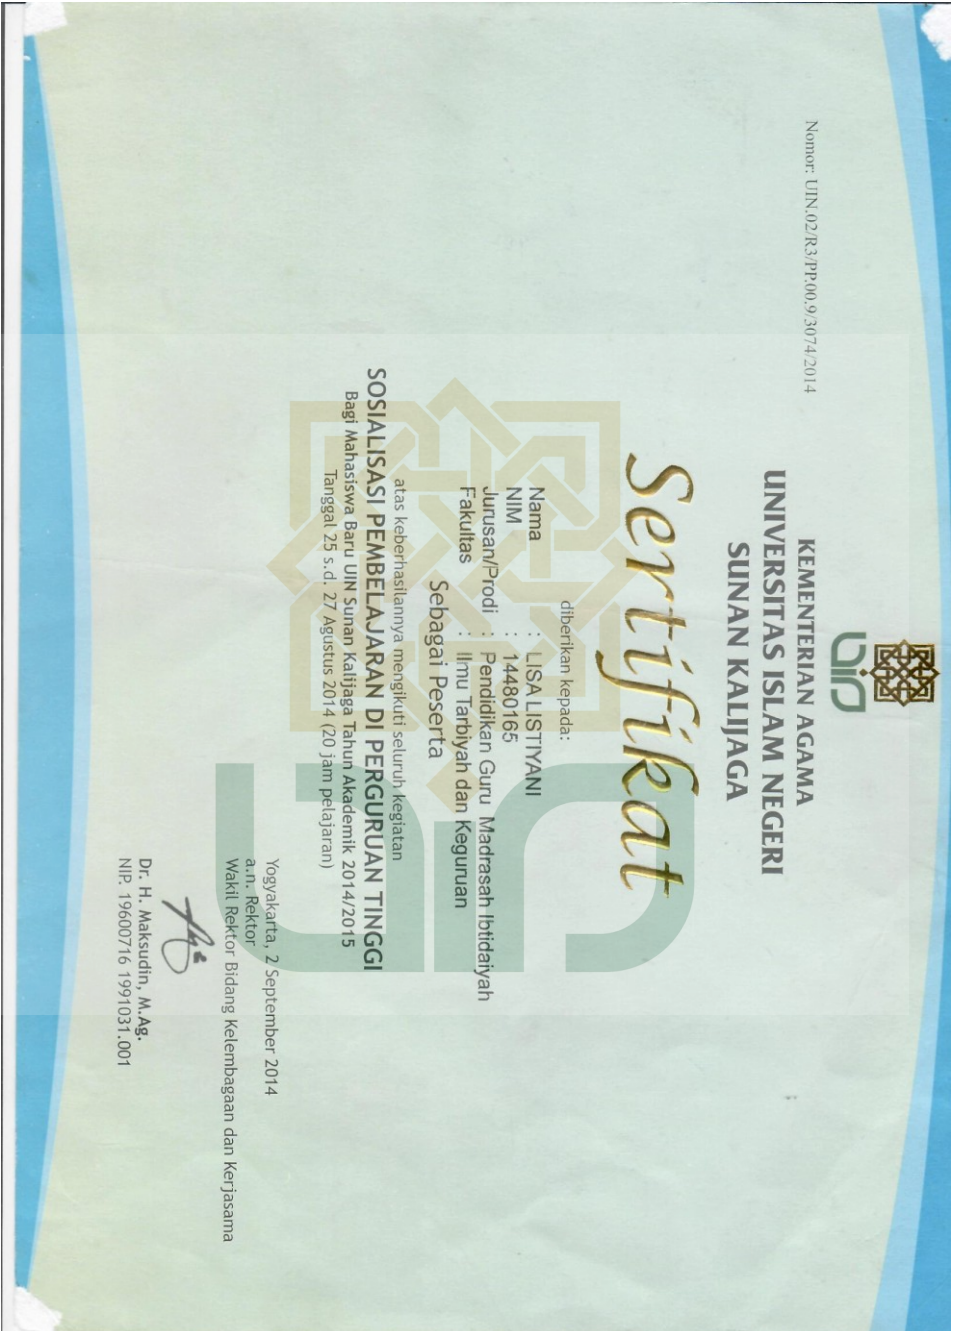 Nomor: UIN.02/R3/PP.00.9/3074/2014
uin
KEMENTERIAN AGAMA
UNIVERSITAS ISLAM NEGERI
SUNAN KALIJAGA
Sertifikat
diberikan kepada:
Nama : LISA LISTIYANI
NIM : 14480165
Jurusan/Prodi : Pendidikan Guru Madrasah Ibtidaiyah
Fakultas : Ilmu Tarbiyah dan Keguruan
Sebagai Peserta
atas keberhasilannya mengikuti seluruh kegiatan
SOSIALISASI PEMBELAJARAN DI PERGURUAN TINGGI
Bagi Mahasiswa Baru UIN Sunan Kalijaga Tahun Akademik 2014/2015
Tanggal 25 s.d. 27 Agustus 2014 (20 jam pelajaran)
Yogyakarta, 2 September 2014
a.n. Rektor
Wakil Rektor Bidang Kelembagaan dan Kerjasama
Dr. H. Maksudin, M.Ag.
NIP. 19600716 1991031.001